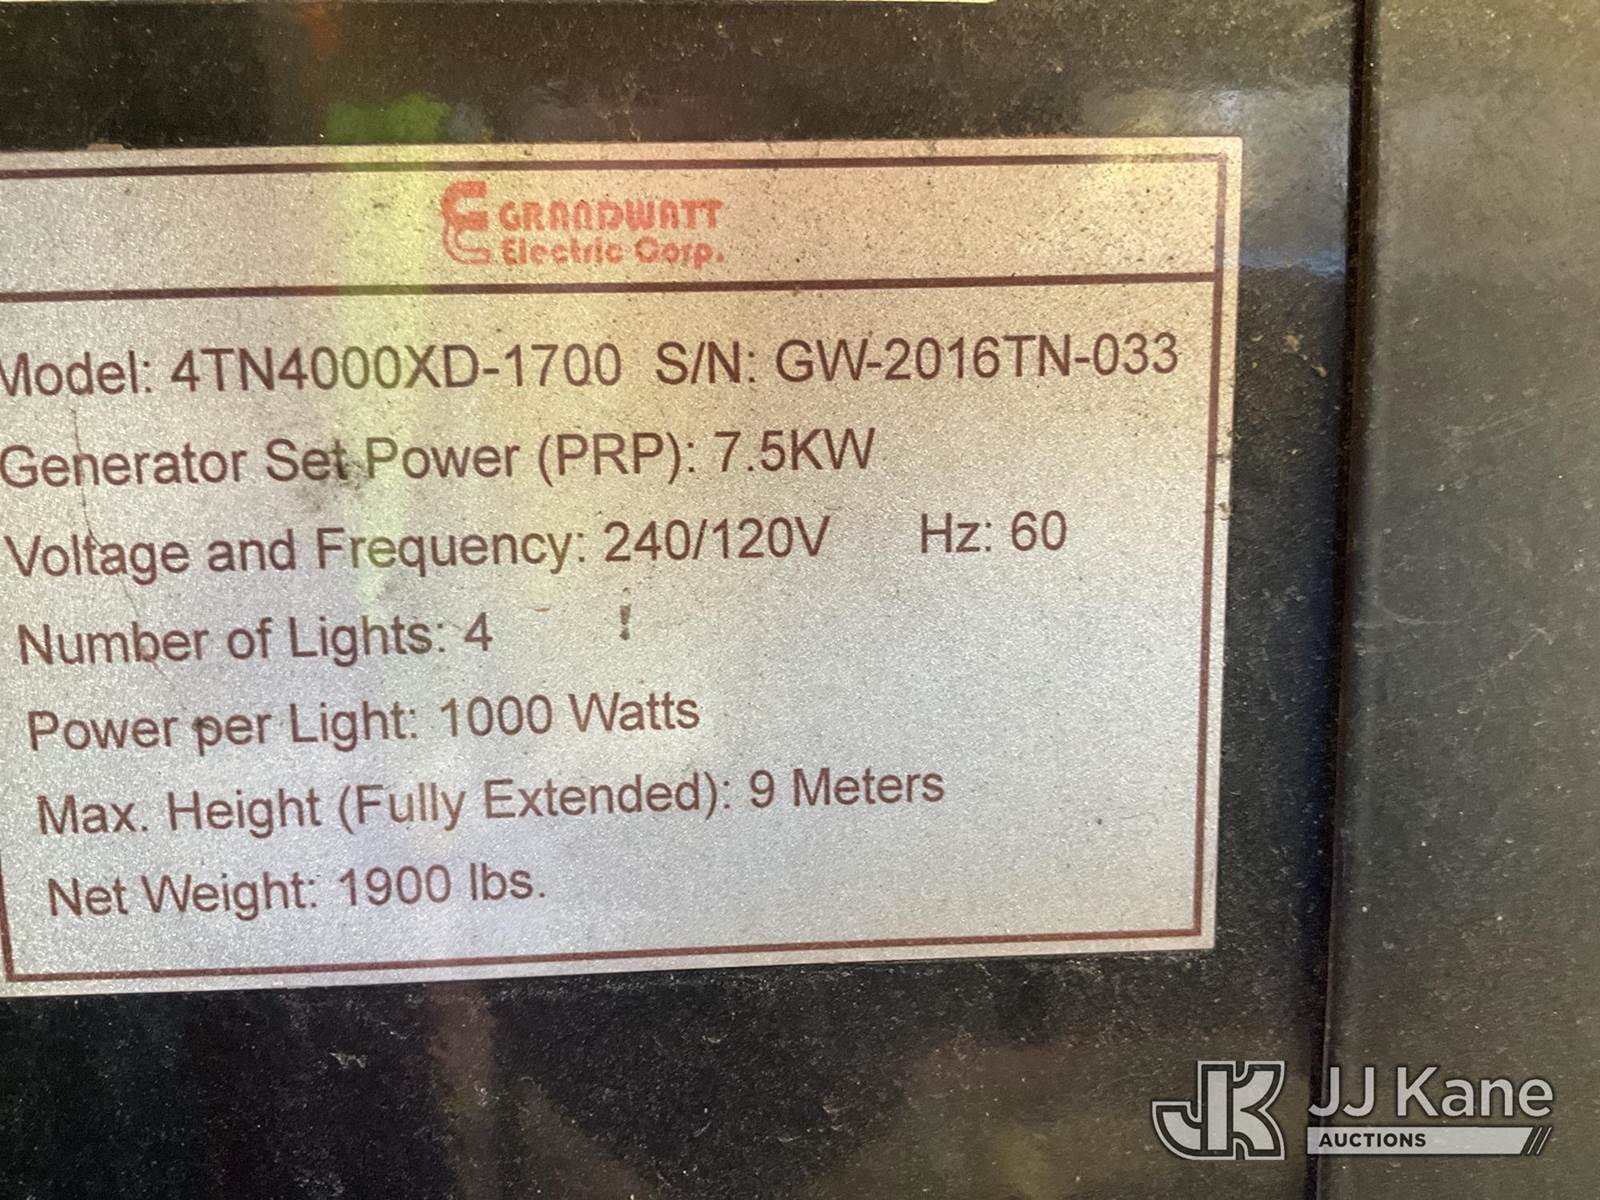 GRANDWATT
Electric Corp.
Model: 4TN4000XD-1700 S/N: GW-2016TN-033
Generator Set Power (PRP): 7.5KW
Voltage and Frequency: 240/120V Hz: 60
Number of Lights: 4
Power per Light: 1000 Watts
Max. Height (Fully Extended): 9 Meters
Net Weight: 1900 lbs.
JK JJ Kane
AUCTIONS